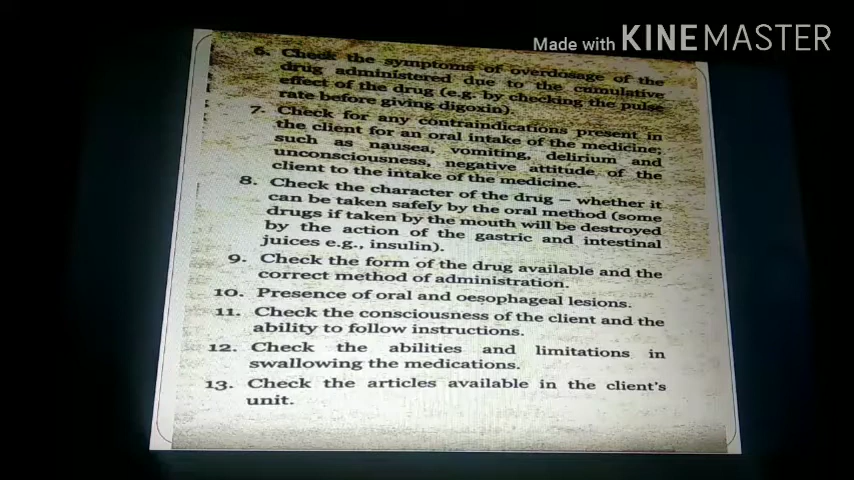 Made with KINEMASTER
6. Check the symptoms of overdosage of the
drug administered due to the cumulative
effect of the drug (e.g. by checking the pulse
rate before giving digoxin).
7. Check for any contraindications present in
the client for an oral intake of the medicine;
such as nausea, vomiting, delirium and
unconsciousness, negative attitude of the
client to the intake of the medicine.
8. Check the character of the drug – whether it
can be taken safely by the oral method (some
drugs if taken by the mouth will be destroyed
by the action of the gastric and intestinal
juices e.g., insulin).
9. Check the form of the drug available and the
correct method of administration.
10. Presence of oral and oesophageal lesions.
11. Check the consciousness of the client and the
ability to follow instructions.
12. Check the abilities and limitations in
swallowing the medications.
13. Check the articles available in the client's
unit.